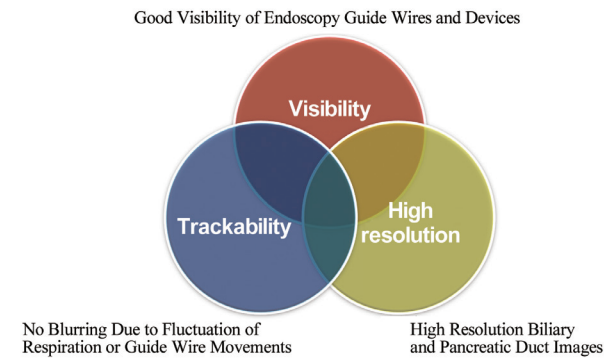 Good Visibility of Endoscopy Guide Wires and Devices
Visibility
Trackability
High
resolution
No Blurring Due to Fluctuation of
Respiration or Guide Wire Movements
High Resolution Biliary
and Pancreatic Duct Images